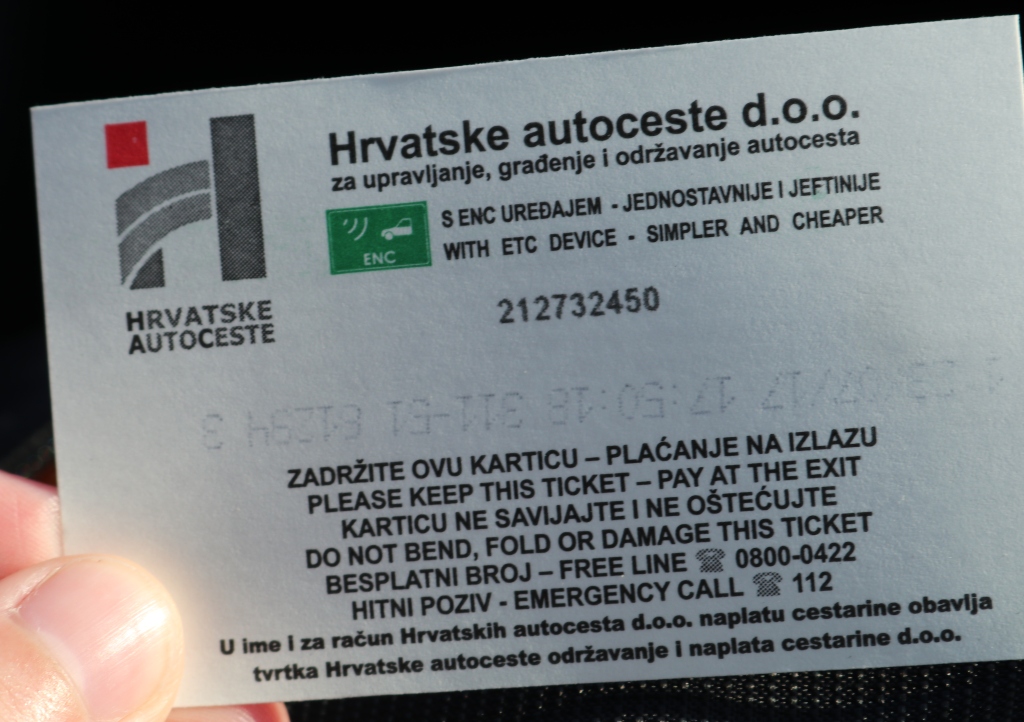 Hrvatske autoceste d.o.o.
za upravljanje, građenje i održavanje autocesta
S ENC UREĐAJEM - JEDNOSTAVNIJE I JEFTINIJE
WITH ETC DEVICE - SIMPLER AND CHEAPER
ENC
HRVATSKE
AUTOCESTE
212732450
ZADRŽITE OVU KARTICU – PLAĆANJE NA IZLAZU
PLEASE KEEP THIS TICKET – PAY AT THE EXIT
KARTICU NE SAVIJAJTE I NE OŠTEĆUJTE
DO NOT BEND, FOLD OR DAMAGE THIS TICKET
BESPLATNI BROJ – FREE LINE ☎ 0800-0422
HITNI POZIV - EMERGENCY CALL ☎ 112
U ime i za račun Hrvatskih autocesta d.o.o. naplatu cestarine obavlja
tvrtka Hrvatske autoceste održavanje i naplata cestarine d.o.o.